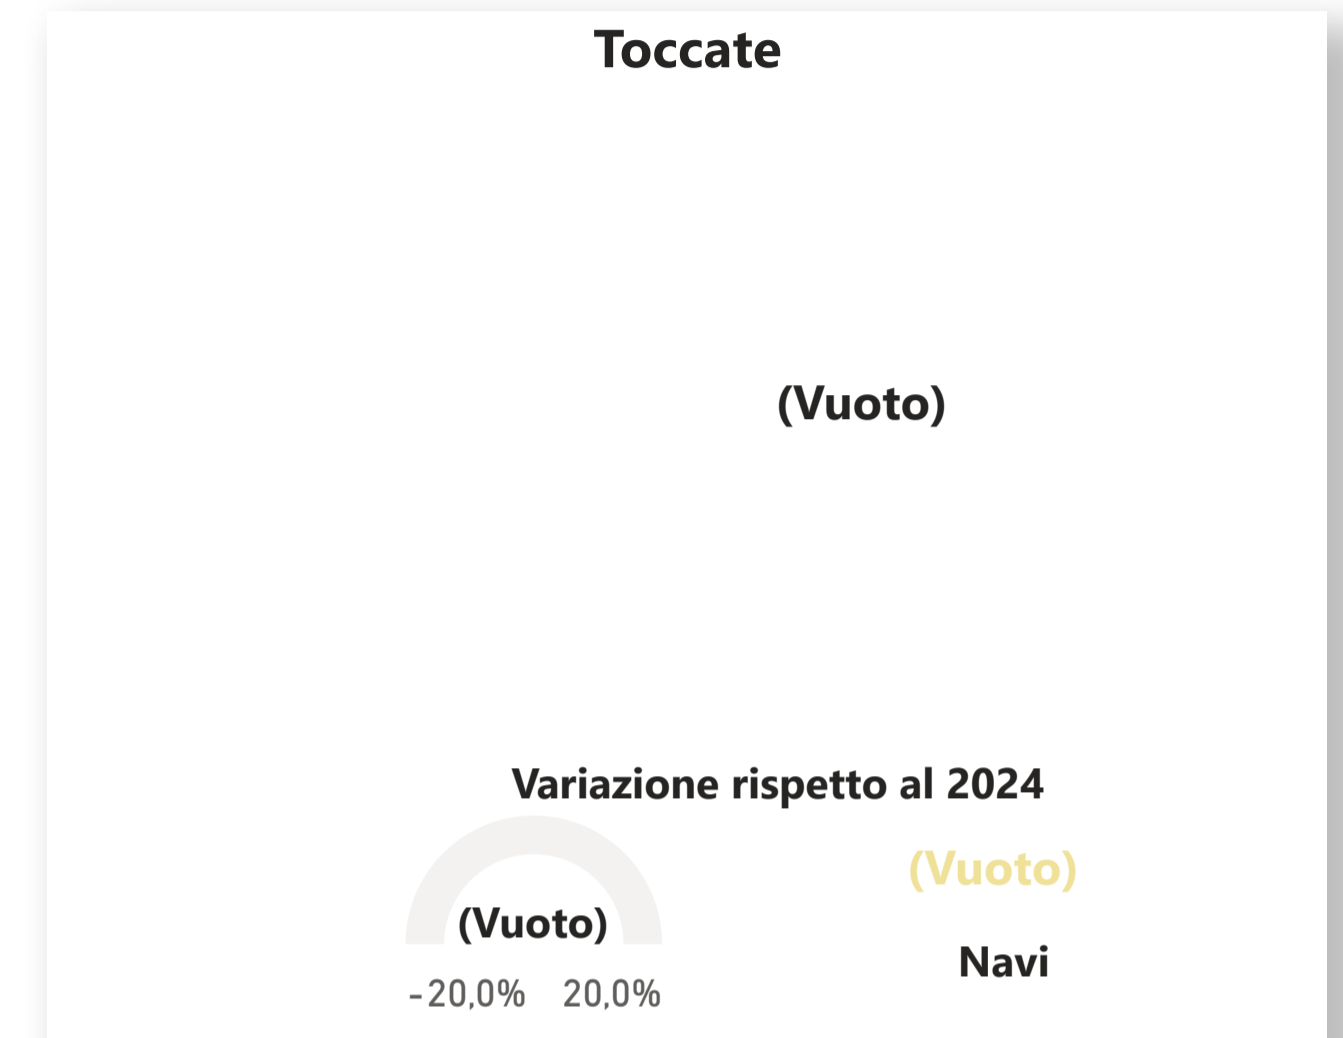 Toccate
(Vuoto)
Variazione rispetto al 2024
(Vuoto)
(Vuoto)
Navi
-20,0% 20,0%